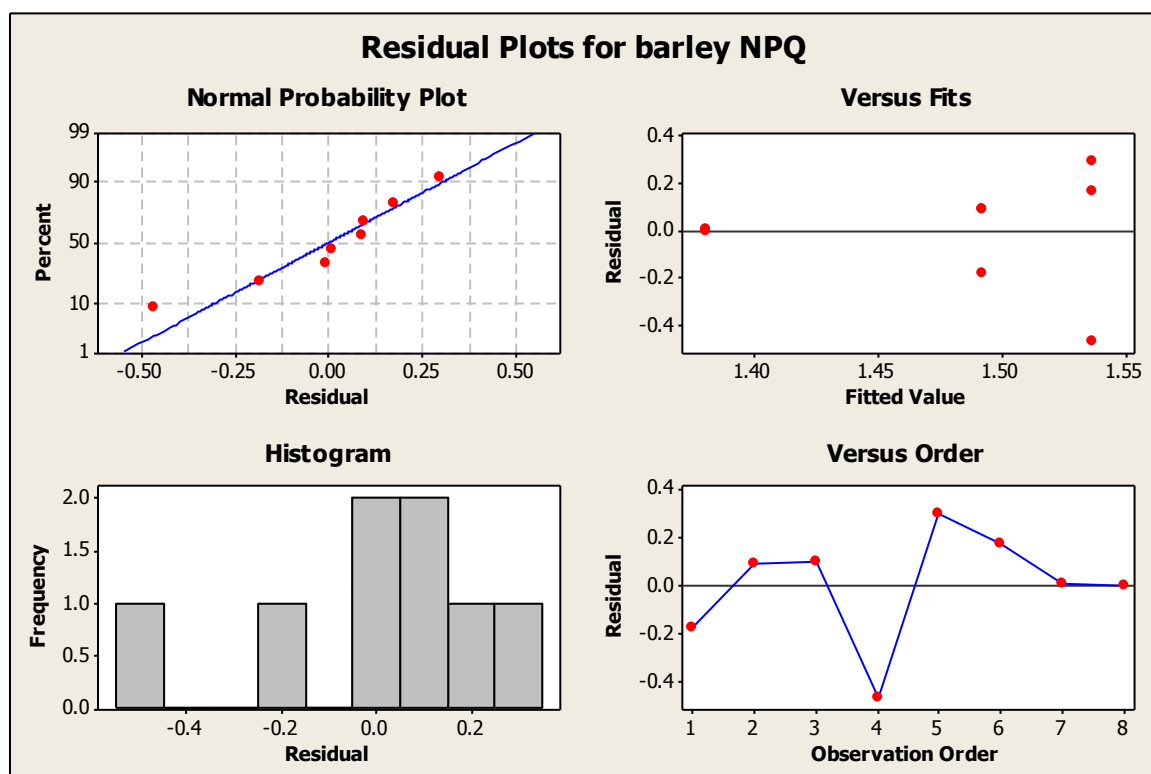 Residual Plots for barley NPQ
Normal Probability Plot
99
90
50
10
1
Percent
-0.50 -0.25 0.00 0.25 0.50
Residual
Versus Fits
0.4
0.2
0.0
-0.2
-0.4
Residual
1.40 1.45 1.50 1.55
Fitted Value
Histogram
2.0
1.5
1.0
0.5
0.0
Frequency
-0.4 -0.2 0.0 0.2
Residual
Versus Order
0.4
0.2
0.0
-0.2
-0.4
Residual
1 2 3 4 5 6 7 8
Observation Order